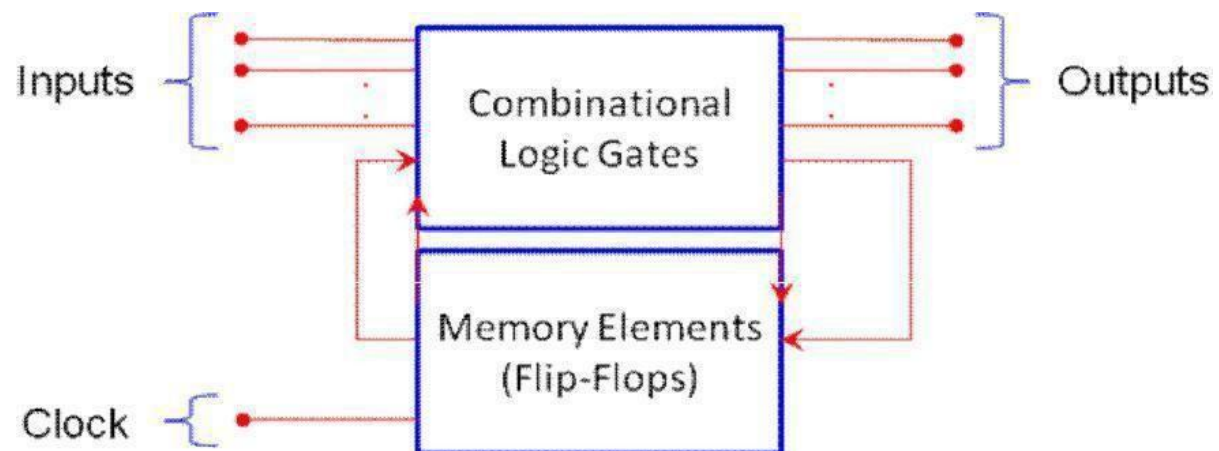 Inputs
Combinational
Logic Gates
Outputs
Memory Elements
(Flip-Flops)
Clock